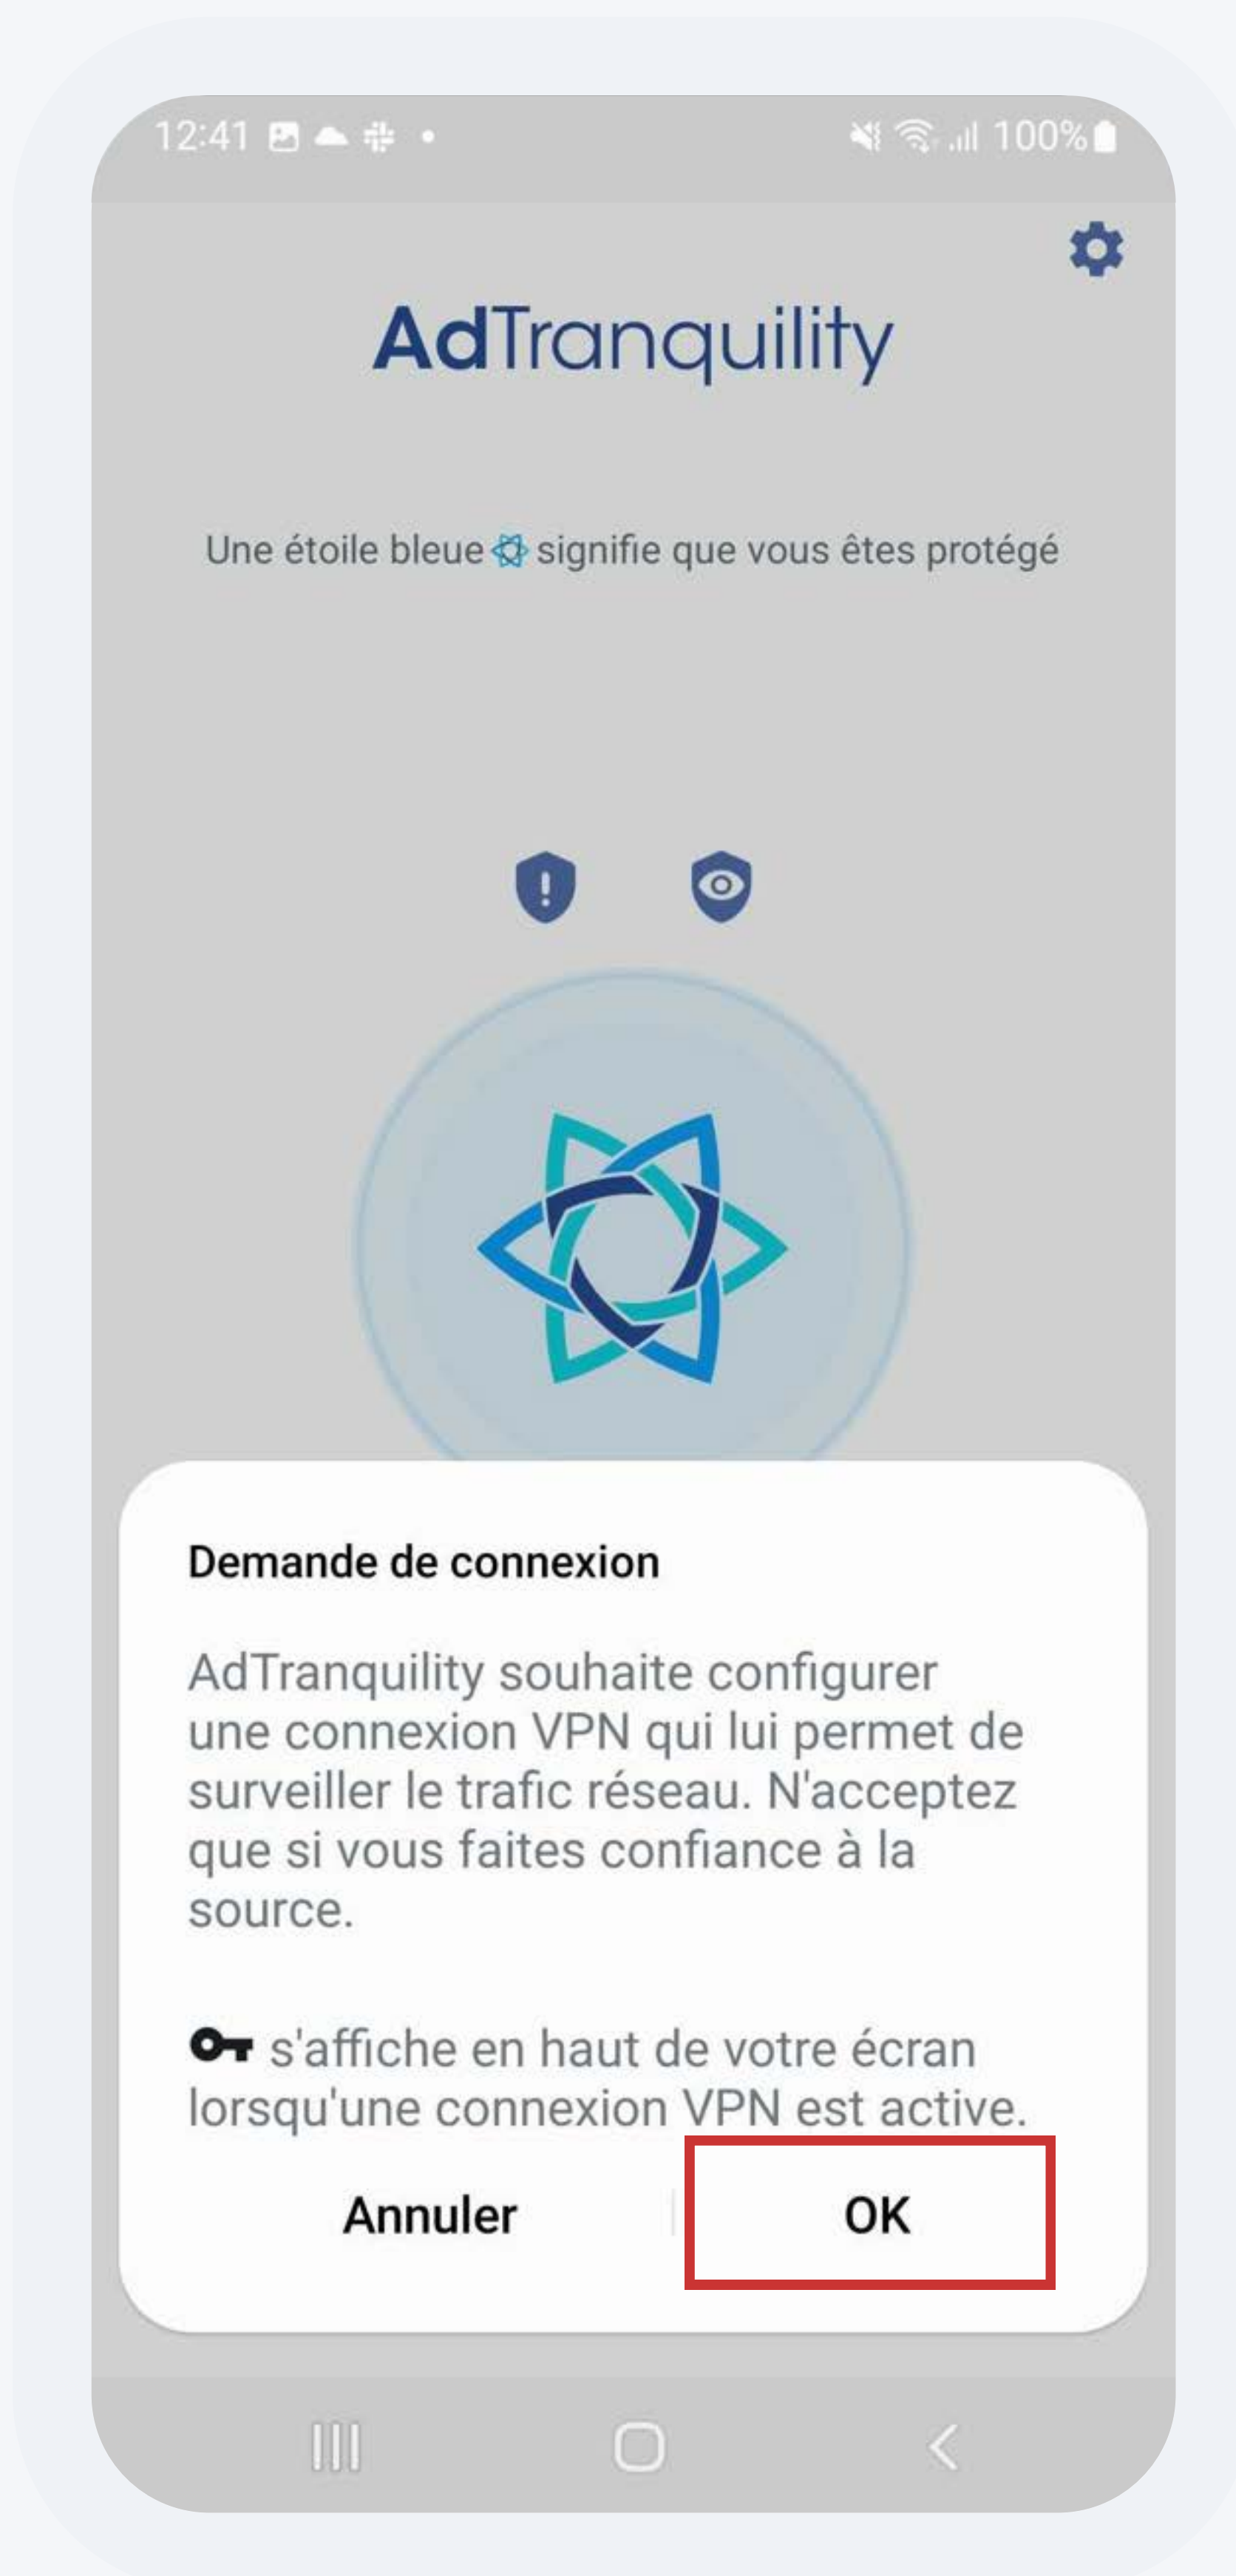 12:41
100%
AdTranquility
Une étoile bleue signifie que vous êtes protégé
Demande de connexion
AdTranquility souhaite configurer
une connexion VPN qui lui permet de
surveiller le trafic réseau. N'acceptez
que si vous faites confiance à la
source.
s'affiche en haut de votre écran
lorsqu'une connexion VPN est active.
Annuler
OK